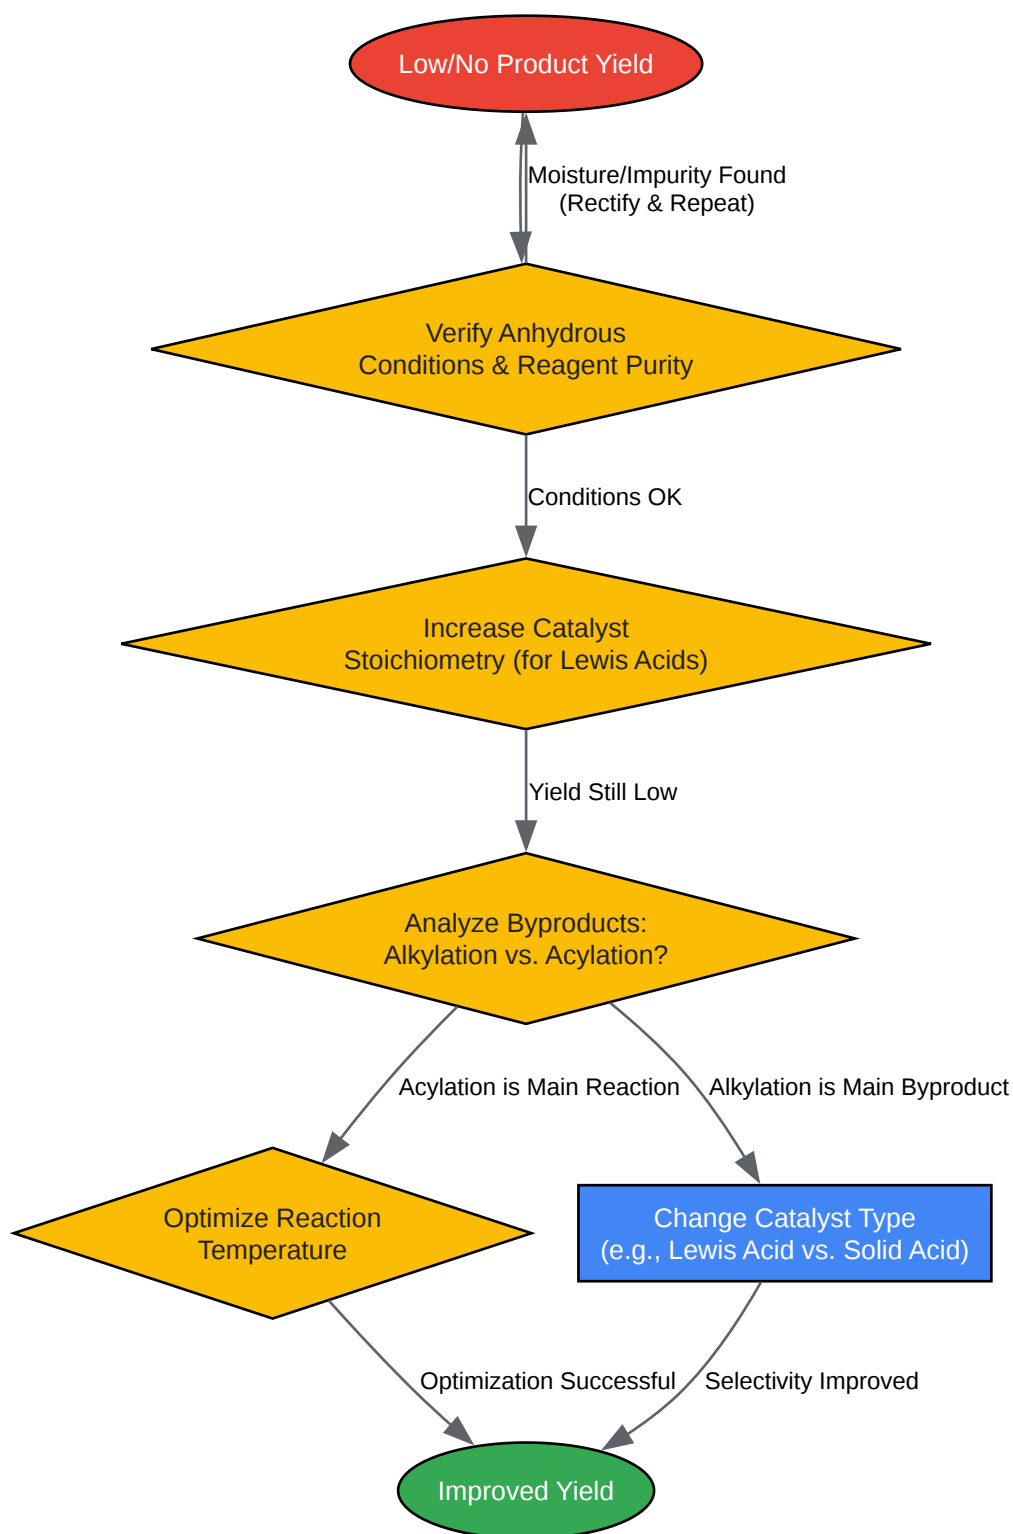 Low/No Product Yield
Moisture/Impurity Found
(Rectify & Repeat)
Verify Anhydrous
Conditions & Reagent Purity
Conditions OK
Increase Catalyst
Stoichiometry (for Lewis Acids)
Yield Still Low
Analyze Byproducts:
Alkylation vs. Acylation?
Acylation is Main Reaction
Alkylation is Main Byproduct
Optimize Reaction
Temperature
Change Catalyst Type
(e.g., Lewis Acid vs. Solid Acid)
Optimization Successful
Selectivity Improved
Improved Yield